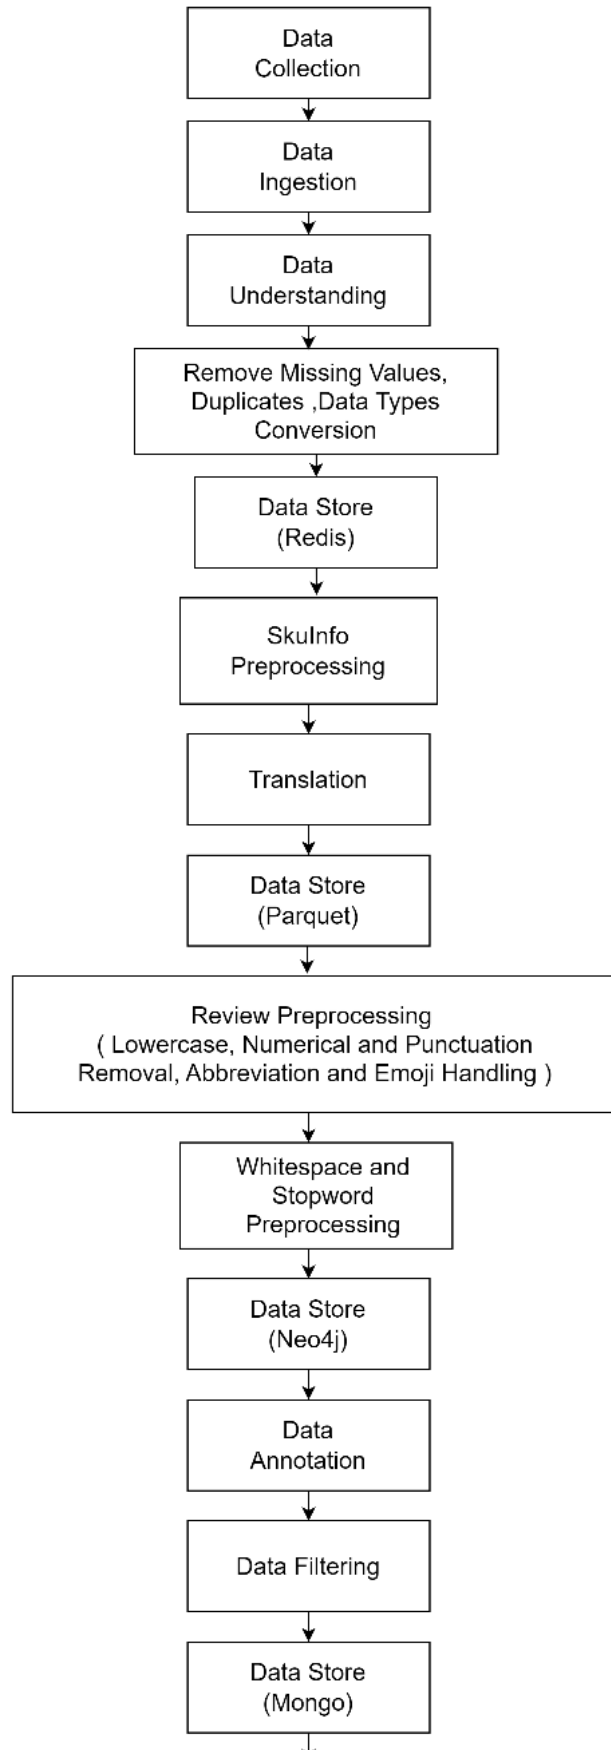 Data
Collection
Data
Ingestion
Data
Understanding
Remove Missing Values,
Duplicates ,Data Types
Conversion
Data Store
(Redis)
SkuInfo
Preprocessing
Translation
Data Store
(Parquet)
Review Preprocessing
( Lowercase, Numerical and Punctuation
Removal, Abbreviation and Emoji Handling )
Whitespace and
Stopword
Preprocessing
Data Store
(Neo4j)
Data
Annotation
Data Filtering
Data Store
(Mongo)